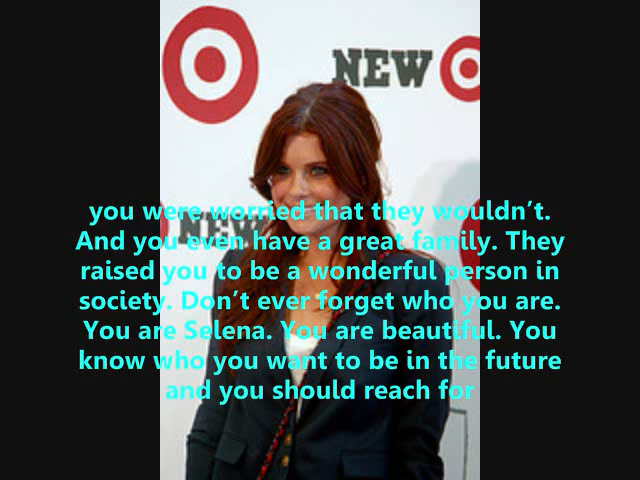 NEW
NEW
you were worried that they wouldn't.
And you even have a great family. They
raised you to be a wonderful person in
society. Don't ever forget who you are.
You are Selena. You are beautiful. You
know who you want to be in the future
and you should reach for